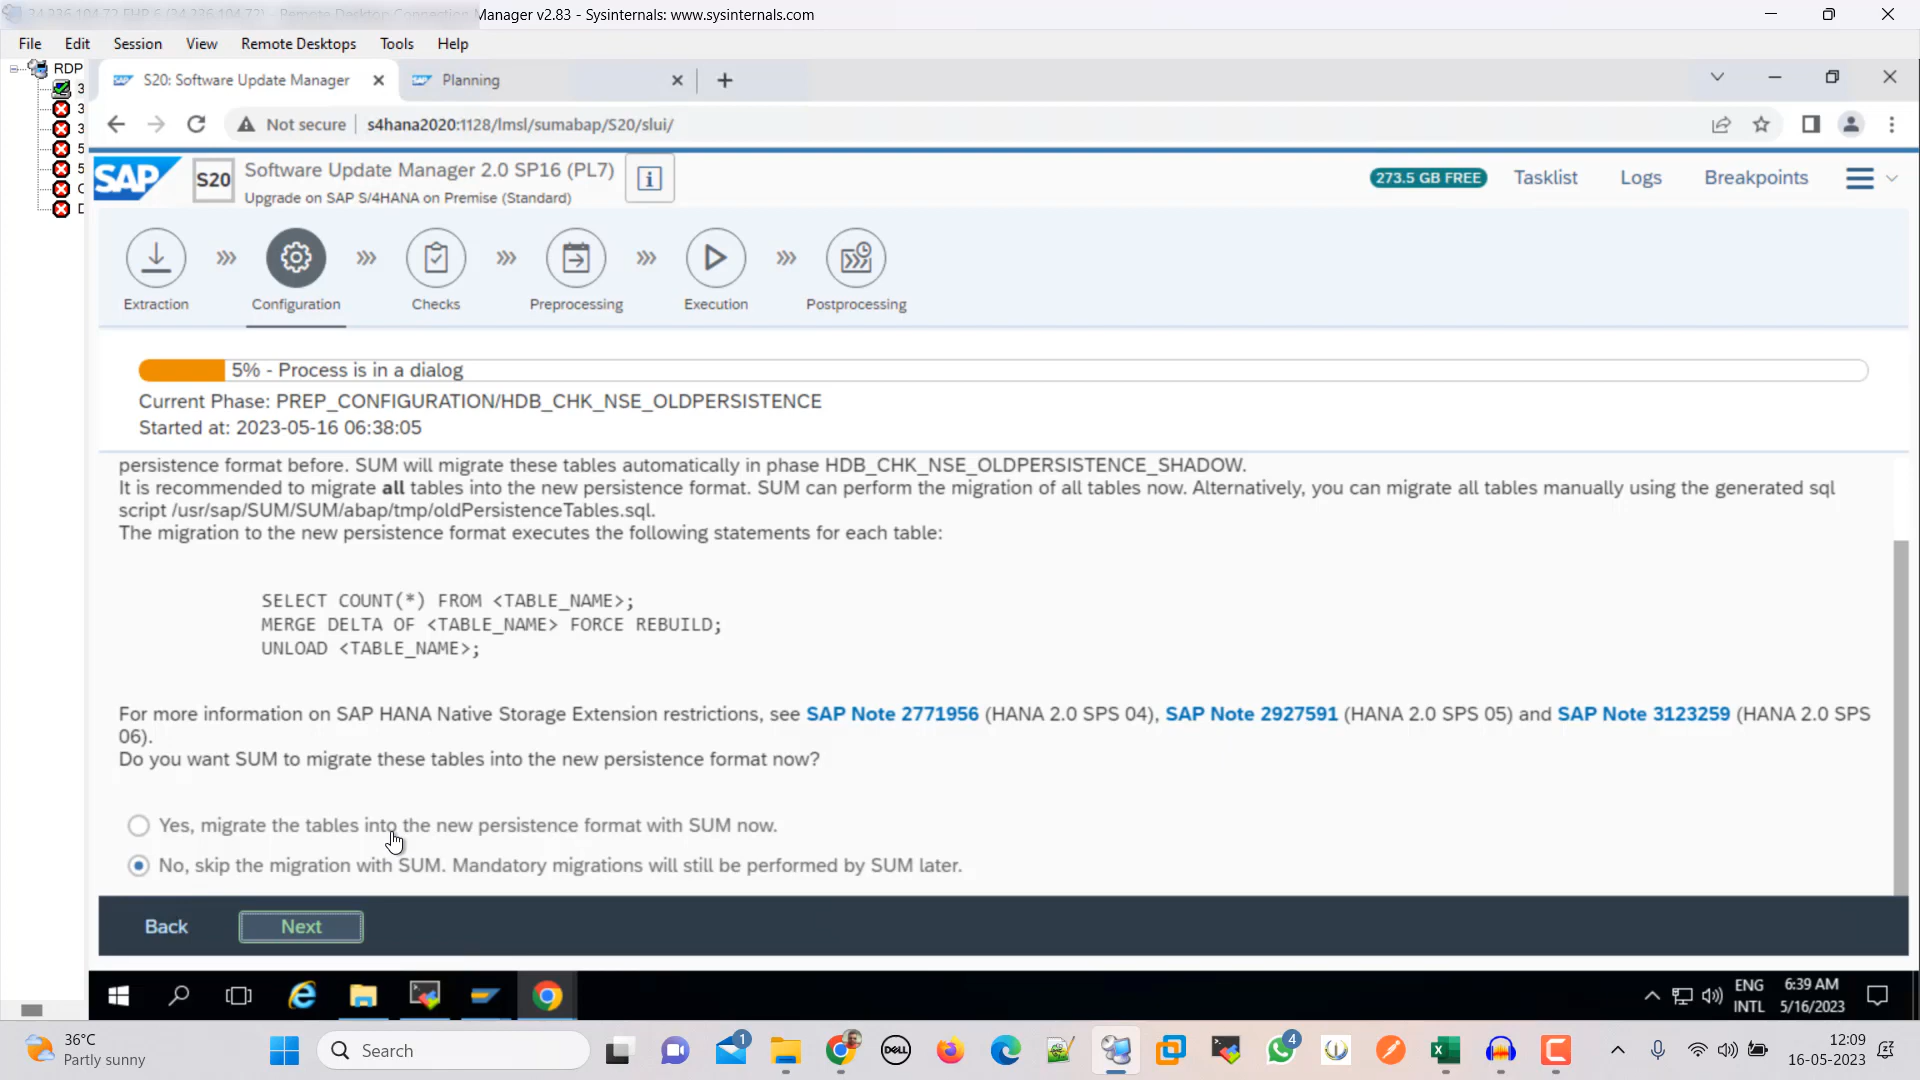 Manager v2.83 - Sysinternals: www.sysinternals.com
File Edit Session View Remote Desktops Tools Help
RDP
S20: Software Update Manager
Planning
Not secure s4hana2020:1128/lmsl/sumabap/S20/slui/
SAP
S20
Software Update Manager 2.0 SP16 (PL7)
Upgrade on SAP S/4HANA on Premise (Standard)
273.5 GB FREE Tasklist Logs Breakpoints
Extraction Configuration Checks Preprocessing Execution Postprocessing
5% - Process is in a dialog
Current Phase: PREP_CONFIGURATION/HDB_CHK_NSE_OLDPERSISTENCE
Started at: 2023-05-16 06:38:05
persistence format before. SUM will migrate these tables automatically in phase HDB_CHK_NSE_OLDPERSISTENCE_SHADOW.
It is recommended to migrate all tables into the new persistence format. SUM can perform the migration of all tables now. Alternatively, you can migrate all tables manually using the generated sql
script /usr/sap/SUM/SUM/abap/tmp/oldPersistenceTables.sql.
The migration to the new persistence format executes the following statements for each table:
SELECT COUNT(*) FROM <TABLE_NAME>;
MERGE DELTA OF <TABLE_NAME> FORCE REBUILD;
UNLOAD <TABLE_NAME>;
For more information on SAP HANA Native Storage Extension restrictions, see SAP Note 2771956 (HANA 2.0 SPS 04), SAP Note 2927591 (HANA 2.0 SPS 05) and SAP Note 3123259 (HANA 2.0 SPS
06).
Do you want SUM to migrate these tables into the new persistence format now?
Yes, migrate the tables into the new persistence format with SUM now.
No, skip the migration with SUM. Mandatory migrations will still be performed by SUM later.
Back Next
ENG
INTL
6:39 AM
5/16/2023
36°C
Partly sunny
Search
1
DELL
4
12:09
16-05-2023